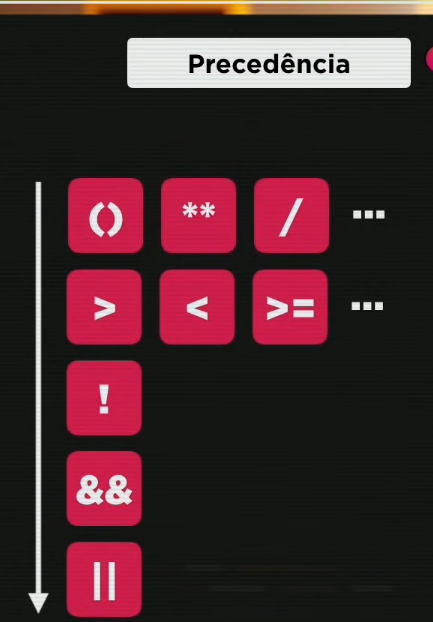 Precedência
() ** / ...
> < >= ...
!
&&
||